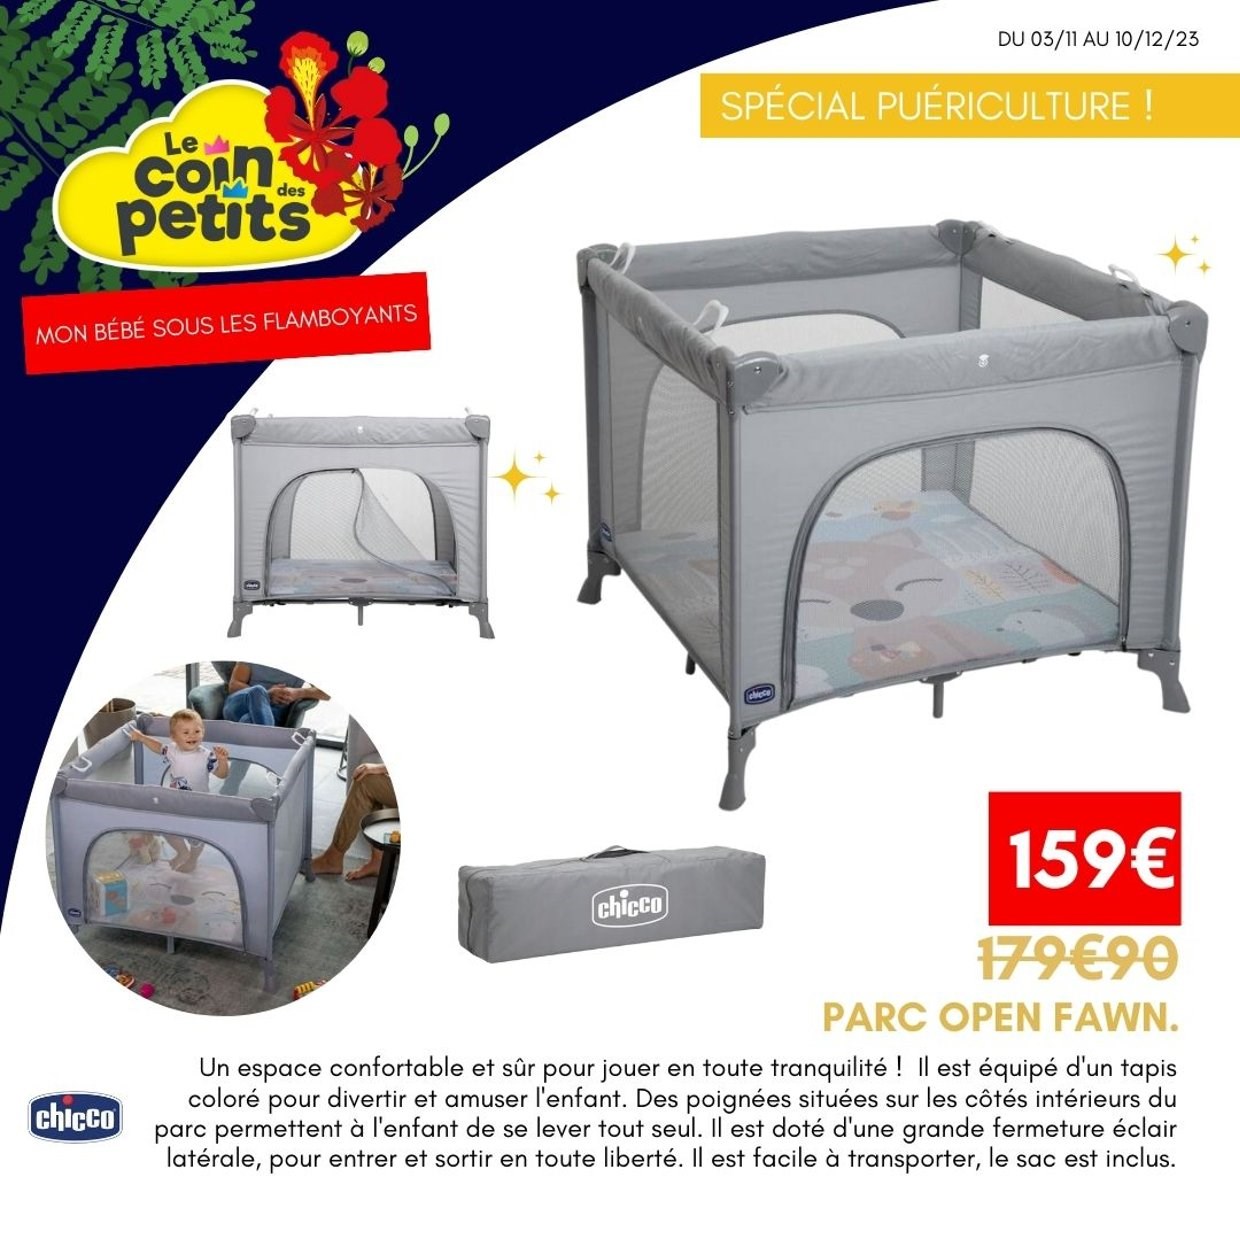 DU 03/11 AU 10/12/23
SPÉCIAL PUÉRICULTURE !
Le
coin
des
petits
MON BÉBÉ SOUS LES FLAMBOYANTS
chicco
chicco
chicco
159€
179€90
PARC OPEN FAWN.
Un espace confortable et sûr pour jouer en toute tranquilité ! Il est équipé d'un tapis
coloré pour divertir et amuser l'enfant. Des poignées situées sur les côtés intérieurs du
parc permettent à l'enfant de se lever tout seul. Il est doté d'une grande fermeture éclair
latérale, pour entrer et sortir en toute liberté. Il est facile à transporter, le sac est inclus.
chicco